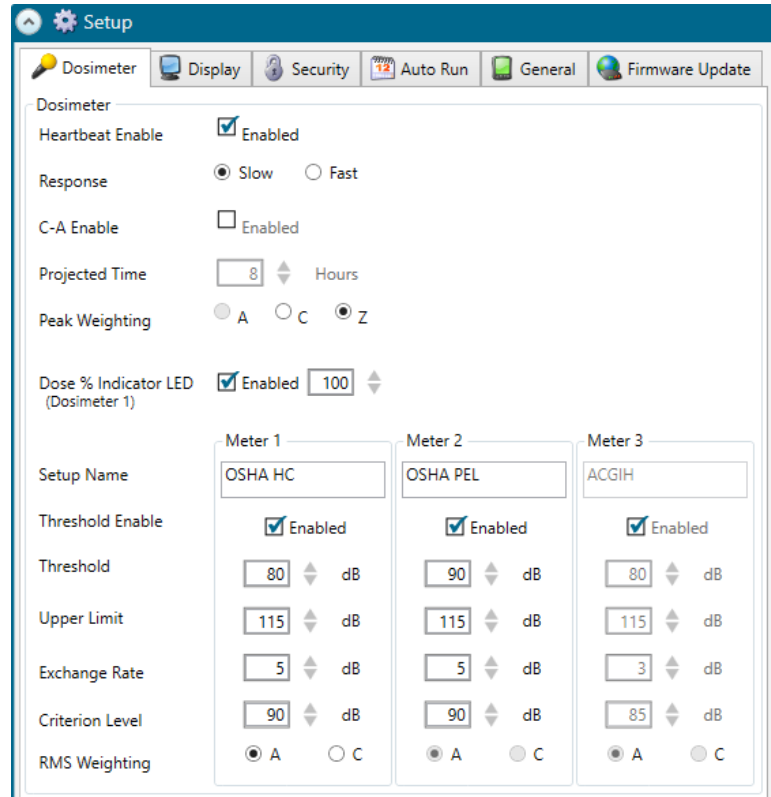 Setup
Dosimeter Display Security Auto Run General Firmware Update
Dosimeter
Heartbeat Enable Enabled
Response Slow Fast
C-A Enable Enabled
Projected Time 8 Hours
Peak Weighting A C Z
Dose % Indicator LED Enabled 100
(Dosimeter 1)
Meter 1 Meter 2 Meter 3
Setup Name OSHA HC OSHA PEL ACGIH
Threshold Enable Enabled Enabled Enabled
Threshold 80 dB 90 dB 80 dB
Upper Limit 115 dB 115 dB 115 dB
Exchange Rate 5 dB 5 dB 3 dB
Criterion Level 90 dB 90 dB 85 dB
RMS Weighting A C A C A C